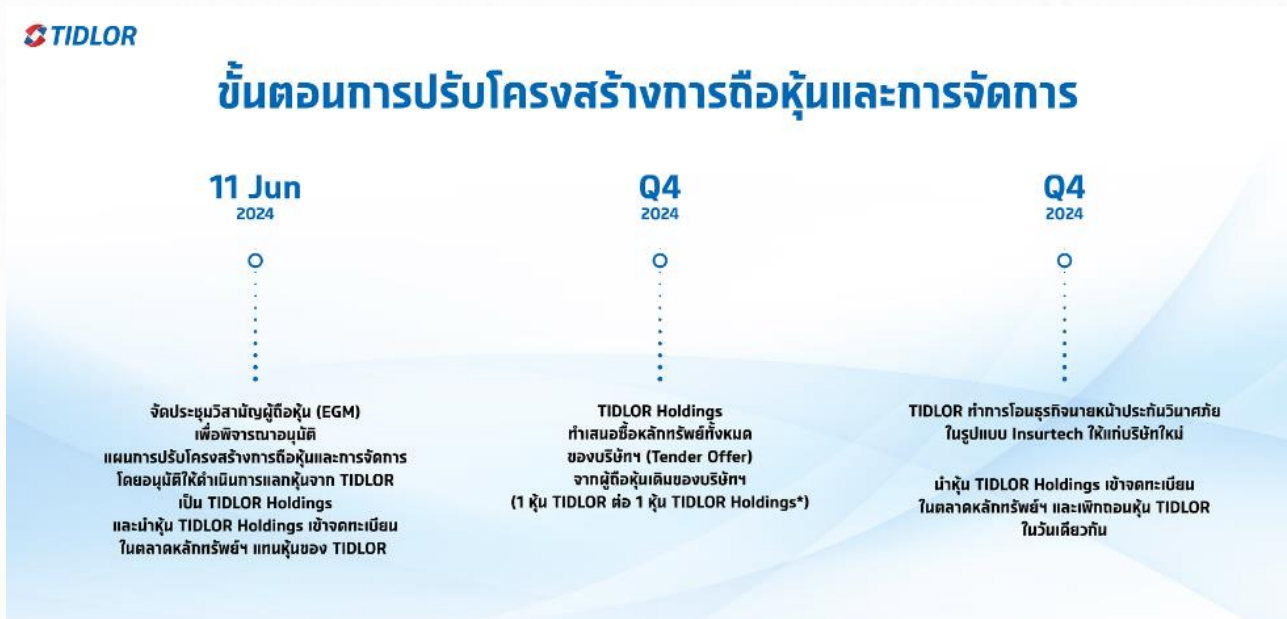 TIDLOR
ขั้นตอนการปรับโครงสร้างการถือหุ้นและการจัดการ
11 Jun
2024
จัดประชุมวิสามัญผู้ถือหุ้น (EGM)
เพื่อพิจารณาอนุมัติ
แผนการปรับโครงสร้างการถือหุ้นและการจัดการ
โดยอนุมัติให้ดำเนินการแลกหุ้นจาก TIDLOR
เป็น TIDLOR Holdings
และนำหุ้น TIDLOR Holdings เข้าจดทะเบียน
ในตลาดหลักทรัพย์ฯ แทนหุ้นของ TIDLOR
Q4
2024
TIDLOR Holdings
ทำเสนอซื้อหลักทรัพย์ทั้งหมด
ของบริษัทฯ (Tender Offer)
จากผู้ถือหุ้นเดิมของบริษัทฯ
(1 หุ้น TIDLOR ต่อ 1 หุ้น TIDLOR Holdings*)
Q4
2024
TIDLOR ทำการโอนธุรกิจนายหน้าประกันวินาศภัย
ในรูปแบบ Insurtech ให้แก่บริษัทใหม่
นำหุ้น TIDLOR Holdings เข้าจดทะเบียน
ในตลาดหลักทรัพย์ฯ และเพิกถอนหุ้น TIDLOR
ในวันเดียวกัน